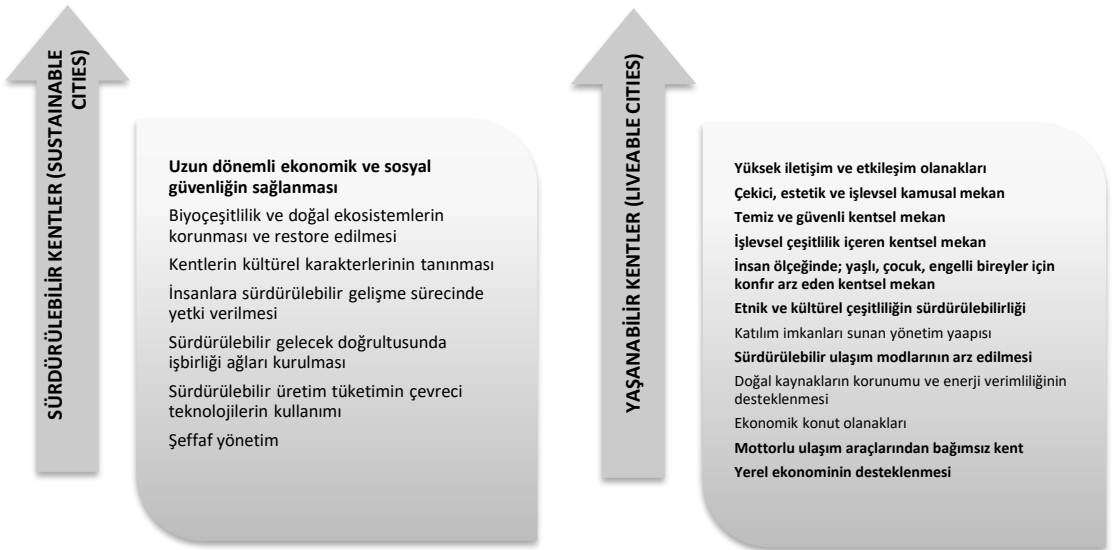 SÜRDÜRÜLEBİLİR KENTLER (SUSTAINABLE
CITIES)
Uzun dönemli ekonomik ve sosyal
güvenliğin sağlanması
Biyoçeşitlilik ve doğal ekosistemlerin
korunması ve restore edilmesi
Kentlerin kültürel karakterlerinin tanınması
İnsanlara sürdürülebilir gelişme sürecinde
yetki verilmesi
Sürdürülebilir gelecek doğrultusunda
işbirliği ağları kurulması
Sürdürülebilir üretim tüketimin çevreci
teknolojilerin kullanımı
Şeffaf yönetim
YAŞANABİLİR KENTLER (LIVEABLE CITIES)
Yüksek iletişim ve etkileşim olanakları
Çekici, estetik ve işlevsel kamusal mekan
Temiz ve güvenli kentsel mekan
İşlevsel çeşitlilik içeren kentsel mekan
İnsan ölçeğinde; yaşlı, çocuk, engelli bireyler için
konfır arz eden kentsel mekan
Etnik ve kültürel çeşitliliğin sürdürülebilirliği
Katılım imkanları sunan yönetim yaapısı
Sürdürülebilir ulaşım modlarının arz edilmesi
Doğal kaynakların korunumu ve enerji verimliliğinin
desteklenmesi
Ekonomik konut olanakları
Mottorlu ulaşım araçlarından bağımsız kent
Yerel ekonominin desteklenmesi